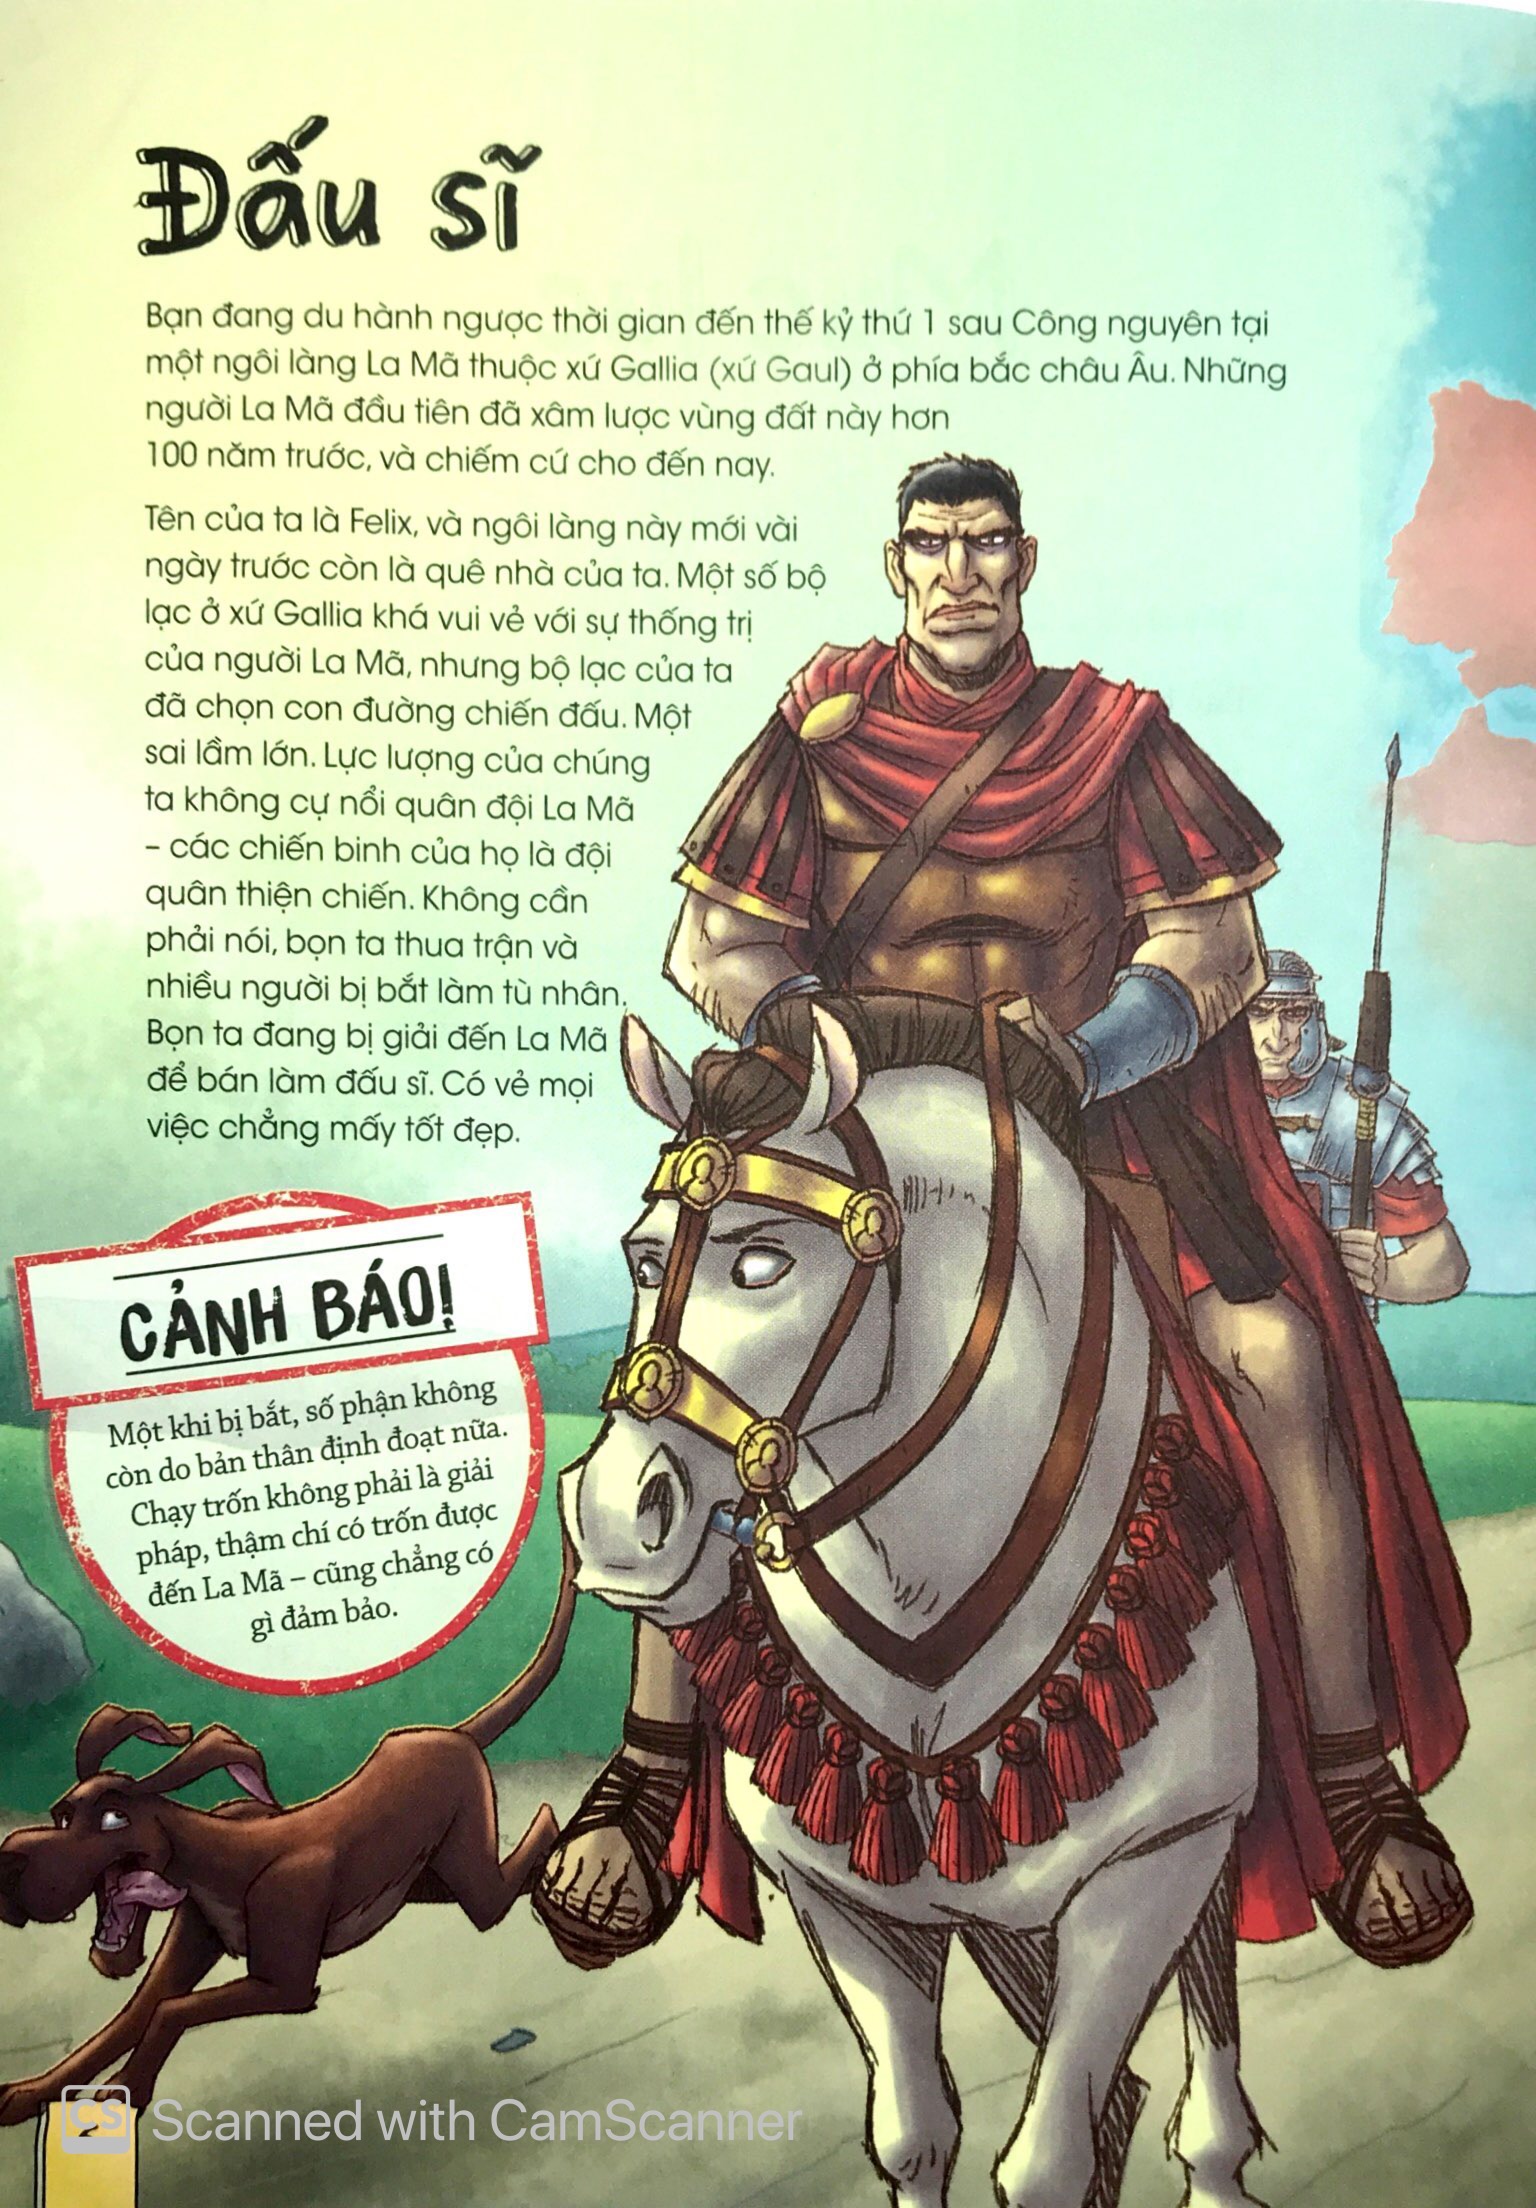 Đấu sĩ
Bạn đang du hành ngược thời gian đến thế kỷ thứ 1 sau Công nguyên tại
một ngôi làng La Mã thuộc xứ Gallia (xứ Gaul) ở phía bắc châu Âu. Những
người La Mã đầu tiên đã xâm lược vùng đất này hơn
100 năm trước, và chiếm cứ cho đến nay.
Tên của ta là Felix, và ngôi làng này mới vài
ngày trước còn là quê nhà của ta. Một số bộ
lạc ở xứ Gallia khá vui vẻ với sự thống trị
của người La Mã, nhưng bộ lạc của ta
đã chọn con đường chiến đấu. Một
sai lầm lớn. Lực lượng của chúng
ta không cự nổi quân đội La Mã
– các chiến binh của họ là đội
quân thiện chiến. Không cần
phải nói, bọn ta thua trận và
nhiều người bị bắt làm tù nhân.
Bọn ta đang bị giải đến La Mã
để bán làm đấu sĩ. Có vẻ mọi
việc chẳng mấy tốt đẹp.
CẢNH BÁO!
Một khi bị bắt, số phận không
còn do bản thân định đoạt nữa.
Chạy trốn không phải là giải
pháp, thậm chí có trốn được
đến La Mã – cũng chẳng có
gì đảm bảo.
CS Scanned with CamScanner